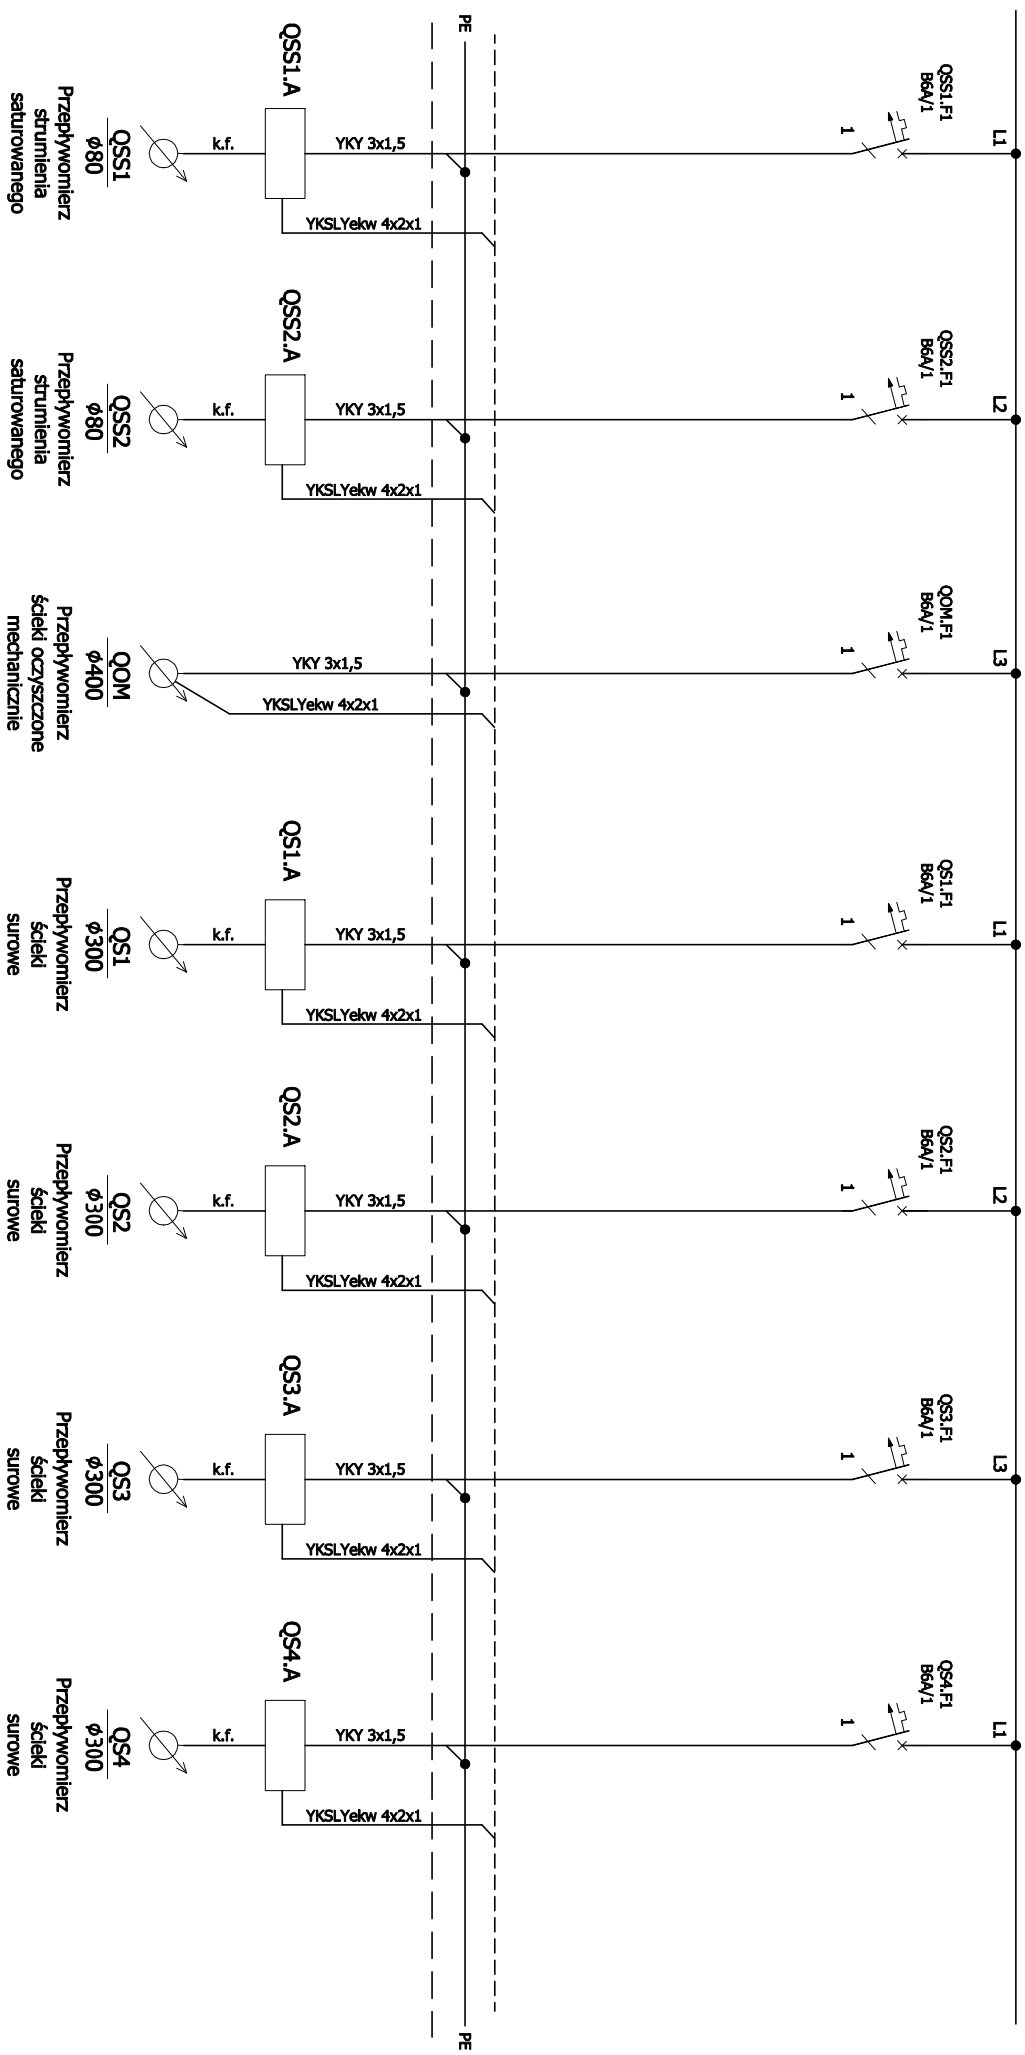 PE
PE
QSS1.F1
B6A/1
L1
1
YKY 3x1,5
YKSLYekw 4x2x1
QSS1.A
k.f.
QSS1
ϕ80
Przepływomierz
strumienia
saturowanego
QSS2.F1
B6A/1
L2
1
YKY 3x1,5
YKSLYekw 4x2x1
QSS2.A
k.f.
QSS2
ϕ80
Przepływomierz
strumienia
saturowanego
QOM.F1
B6A/1
L3
1
YKY 3x1,5
YKSLYekw 4x2x1
QOM
ϕ400
Przepływomierz
ścieki oczyszczone
mechanicznie
QS1.F1
B6A/1
L1
1
YKY 3x1,5
YKSLYekw 4x2x1
QS1.A
k.f.
QS1
ϕ300
Przepływomierz
ścieki
surowe
QS2.F1
B6A/1
L2
1
YKY 3x1,5
YKSLYekw 4x2x1
QS2.A
k.f.
QS2
ϕ300
Przepływomierz
ścieki
surowe
QS3.F1
B6A/1
L3
1
YKY 3x1,5
YKSLYekw 4x2x1
QS3.A
k.f.
QS3
ϕ300
Przepływomierz
ścieki
surowe
QS4.F1
B6A/1
L1
1
YKY 3x1,5
YKSLYekw 4x2x1
QS4.A
k.f.
QS4
ϕ300
Przepływomierz
ścieki
surowe